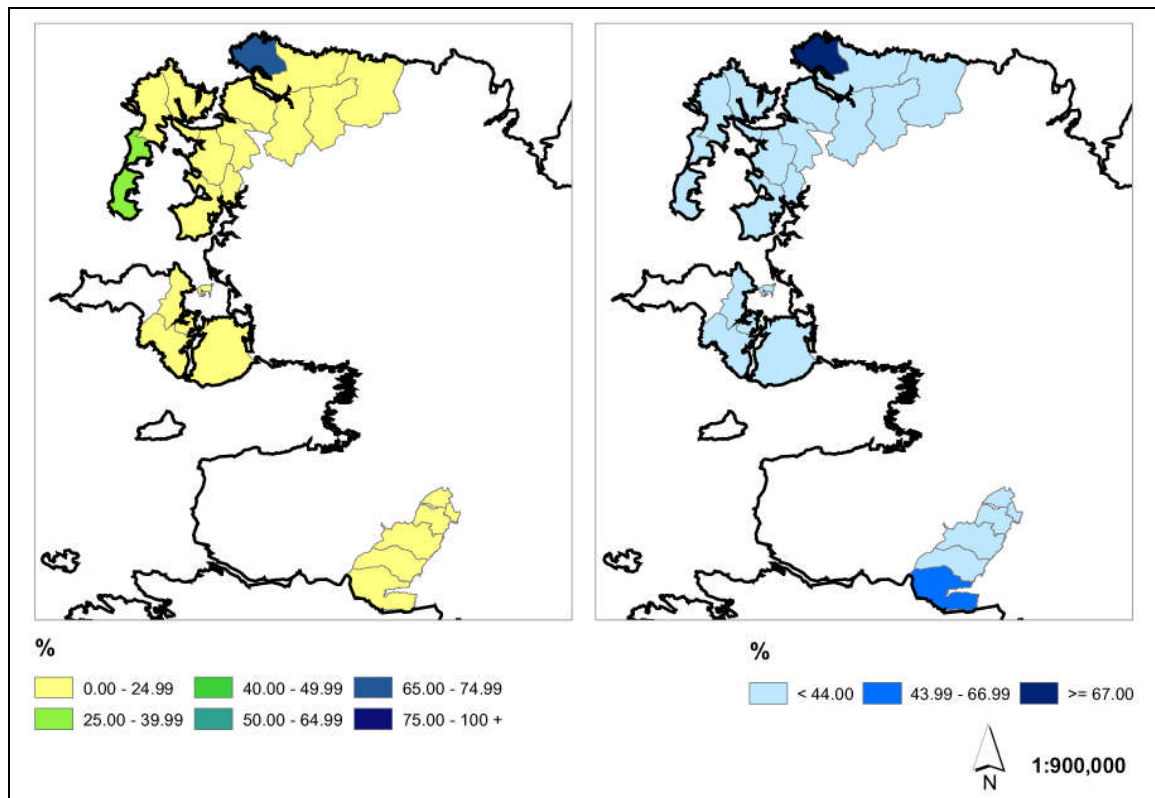 %
0.00 - 24.99 40.00 - 49.99 65.00 - 74.99
25.00 - 39.99 50.00 - 64.99 75.00 - 100 +
%
< 44.00 43.99 - 66.99 >= 67.00
N 1:900,000